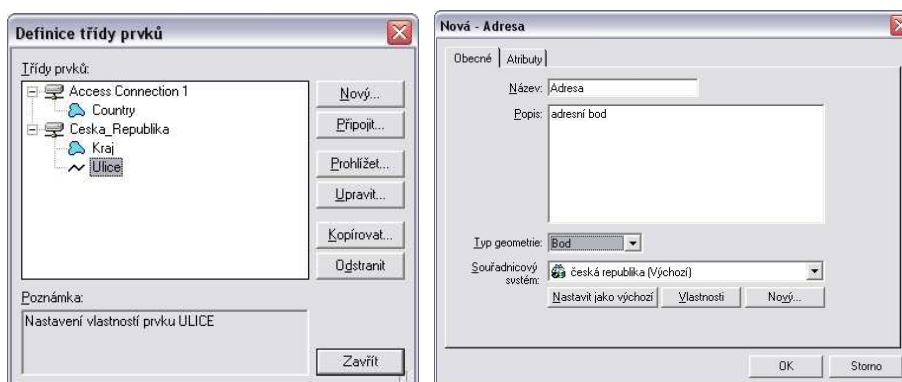 Definice třídy prvků
Třídy prvků:
Access Connection 1
Country
Ceska_Republika
Kraj
Ulice
Nový...
Připojit...
Prohlížet...
Upravit...
Kopírovat...
Odstranit
Poznámka:
Nastavení vlastností prvku ULICE
Zavřít
Nová - Adresa
Obecné
Atributy
Název: Adresa
Popis: adresní bod
Typ geometrie: Bod
Souřadnicový
systém:
česká republika (Výchozí)
Nastavit jako výchozí
Vlastnosti
Nový...
OK
Storno